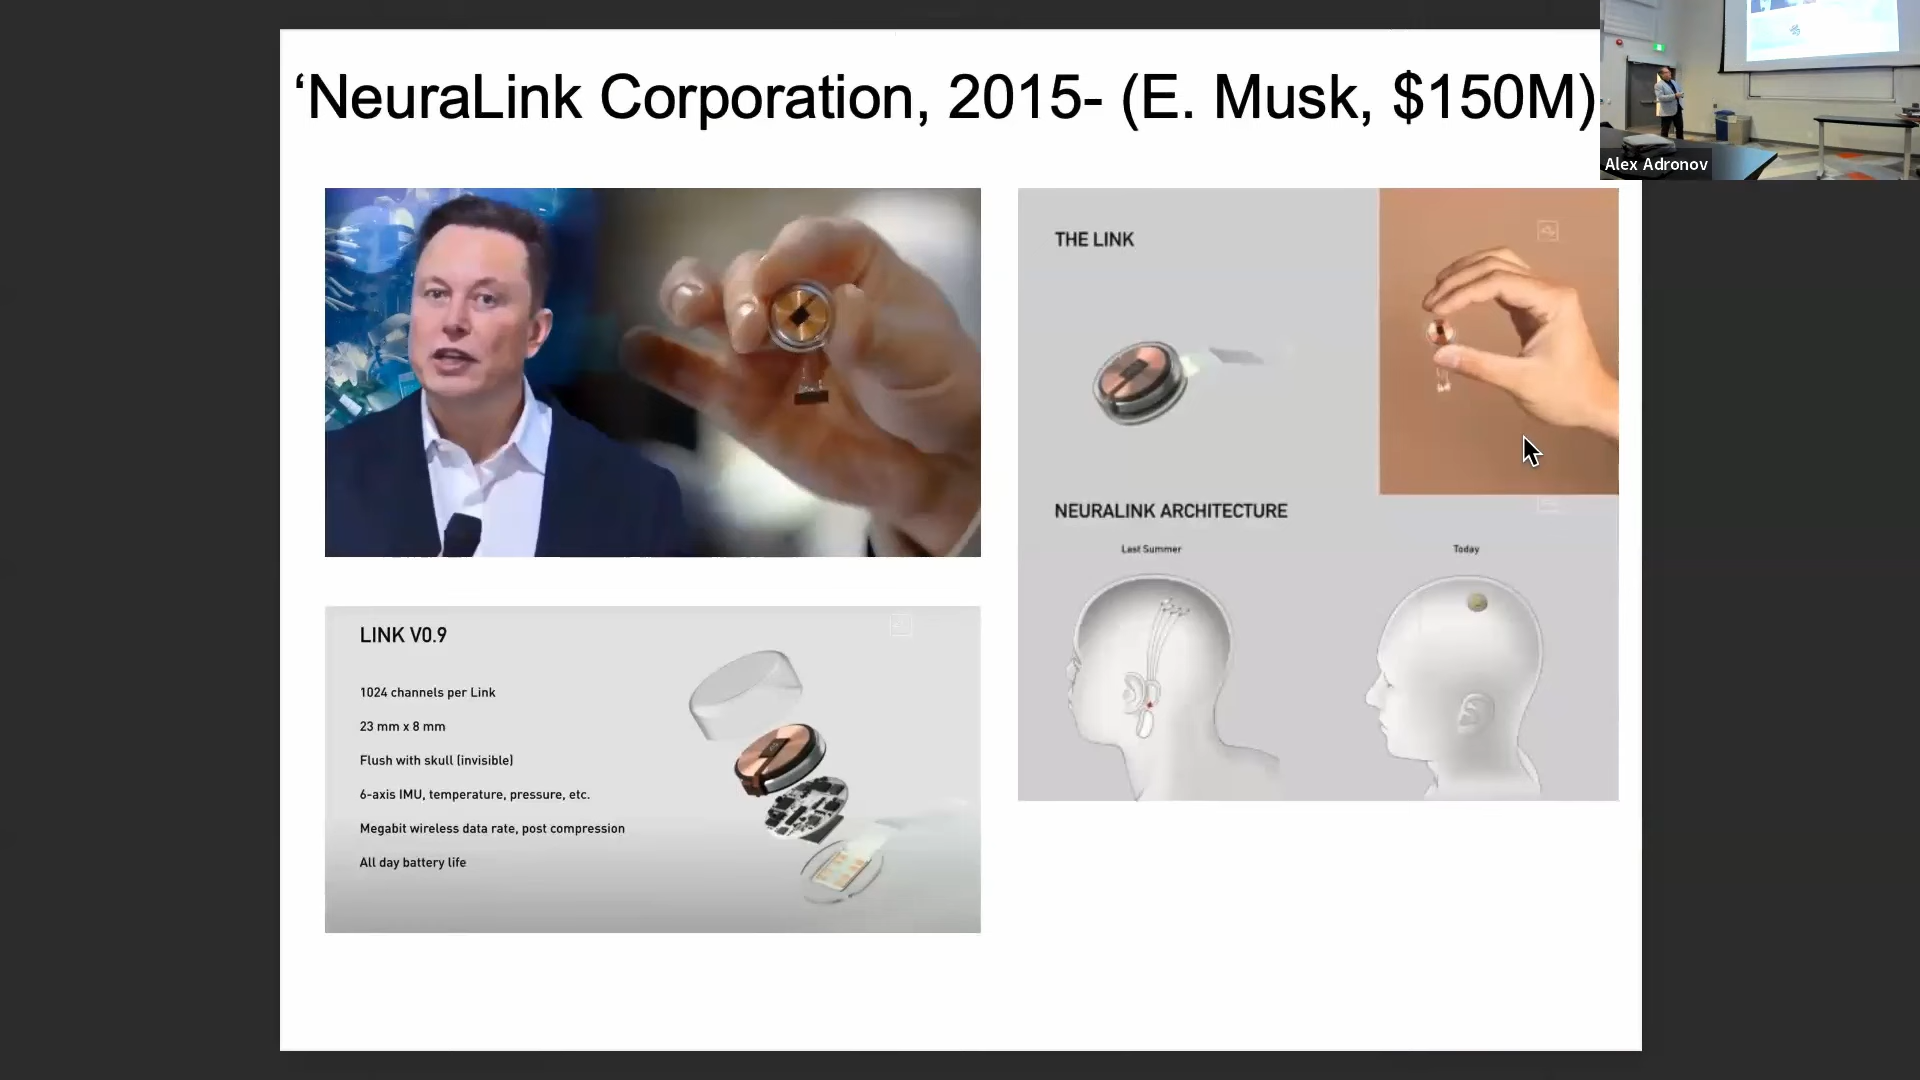 ‘NeuraLink Corporation, 2015- (E. Musk, $150M)
Alex Adronov
THE LINK
NEURALINK ARCHITECTURE
Last Summer
Today
LINK V0.9
1024 channels per Link
23 mm x 8 mm
Flush with skull (invisible)
6-axis IMU, temperature, pressure, etc.
Megabit wireless data rate, post compression
All day battery life